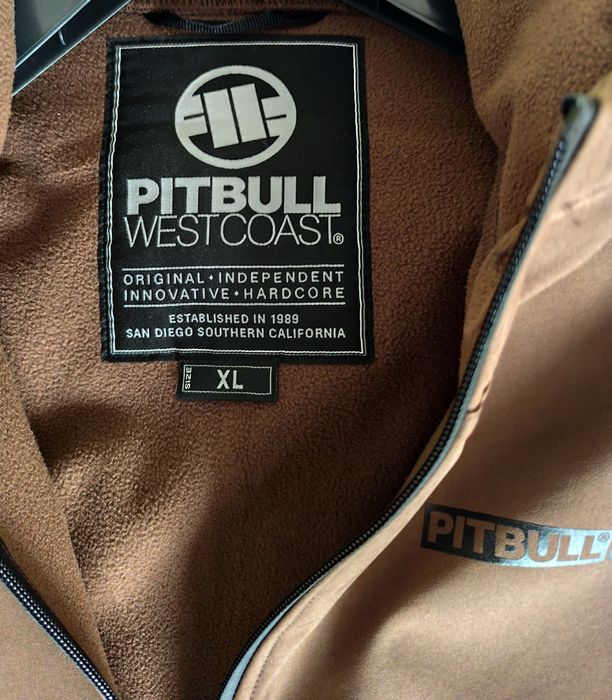 PITBULL
WESTCOAST®
ORIGINAL • INDEPENDENT
INNOVATIVE • HARDCORE
ESTABLISHED IN 1989
SAN DIEGO SOUTHERN CALIFORNIA
SIZE XL
PITBULL®